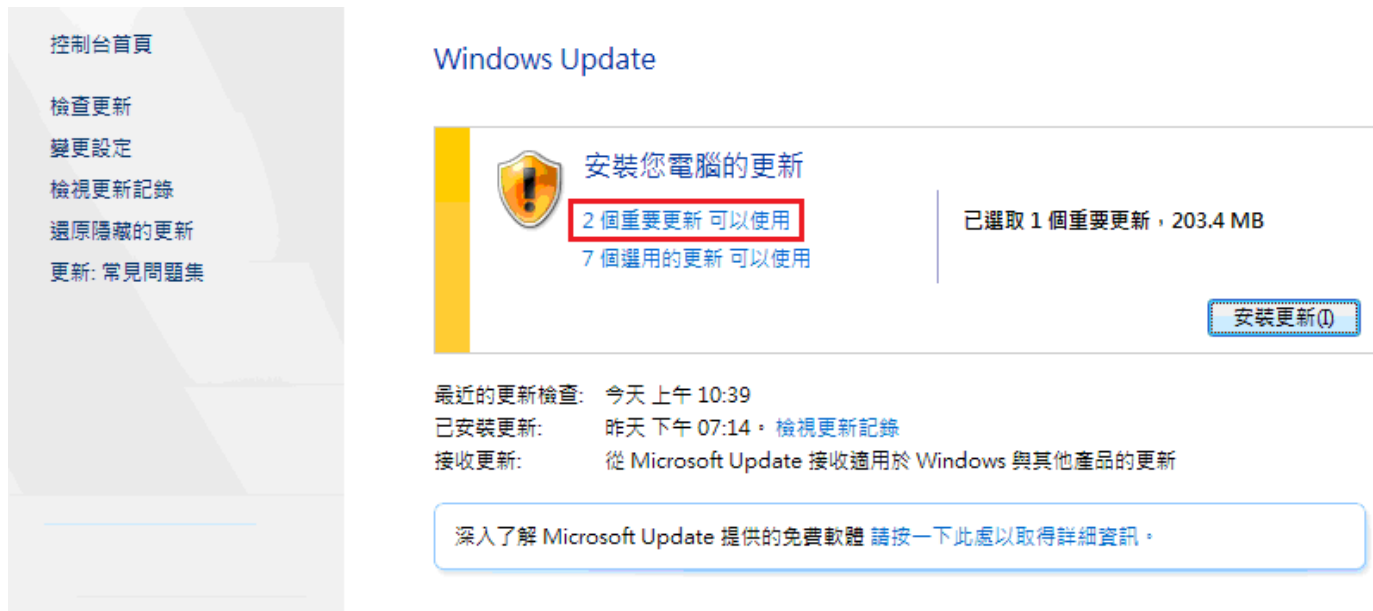 控制台首頁
檢查更新
變更設定
檢視更新記錄
還原隱藏的更新
更新: 常見問題集
Windows Update
安裝您電腦的更新
2 個重要更新 可以使用
7 個選用的更新 可以使用
已選取 1 個重要更新，203.4 MB
安裝更新(I)
最近的更新檢查: 今天 上午 10:39
已安裝更新: 昨天 下午 07:14。檢視更新記錄
接收更新: 從 Microsoft Update 接收適用於 Windows 與其他產品的更新
深入了解 Microsoft Update 提供的免費軟體 請按一下此處以取得詳細資訊。